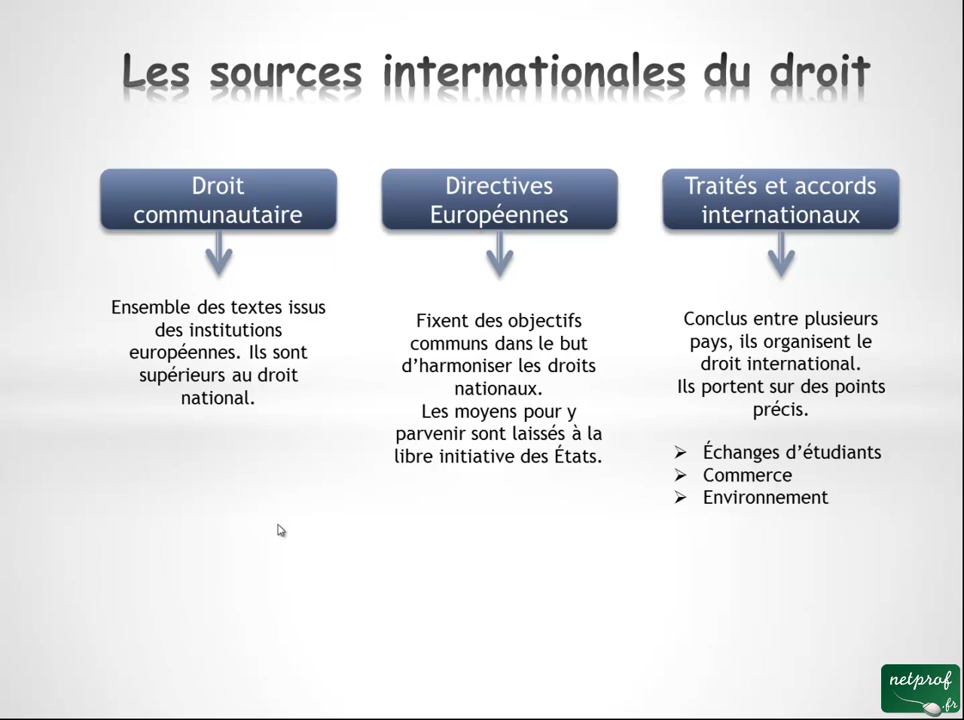 Les sources internationales du droit
Droit
communautaire
Ensemble des textes issus
des institutions
européennes. Ils sont
supérieurs au droit
national.
Directives
Européennes
Fixent des objectifs
communs dans le but
d'harmoniser les droits
nationaux.
Les moyens pour y
parvenir sont laissés à la
libre initiative des États.
Traités et accords
internationaux
Conclus entre plusieurs
pays, ils organisent le
droit international.
Ils portent sur des points
précis.
Échanges d'étudiants
Commerce
Environnement
netprof
.fr